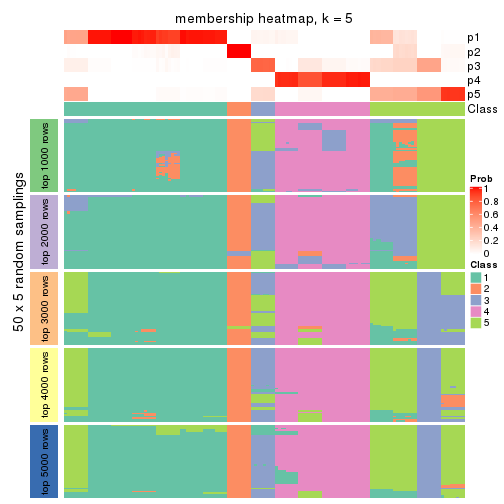 membership heatmap, k = 5
p1
p2
p3
p4
p5
Class
50 x 5 random samplings
top 1000 rows
top 2000 rows
top 3000 rows
top 4000 rows
top 5000 rows
Prob
1
0.8
0.6
0.4
0.2
0
Class
1
2
3
4
5